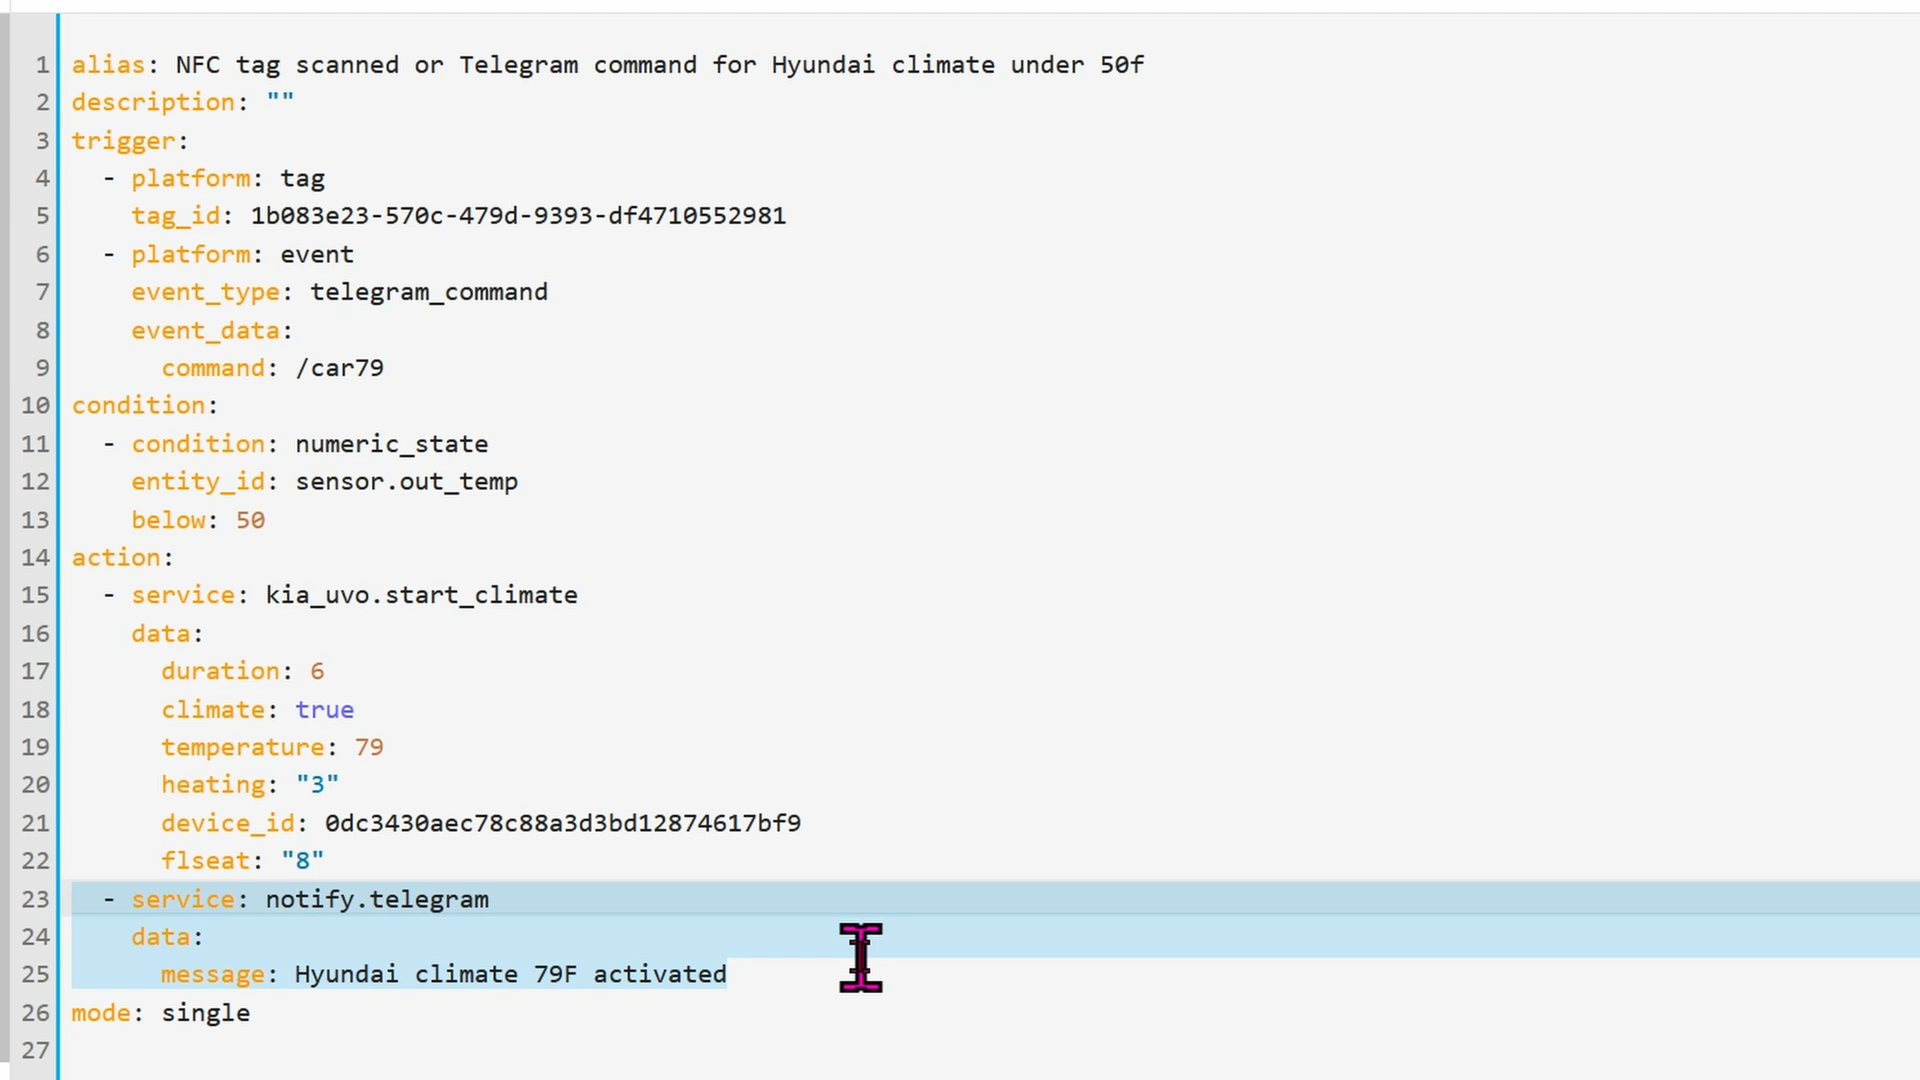 1 alias: NFC tag scanned or Telegram command for Hyundai climate under 50f
2 description: ""
3 trigger:
4   - platform: tag
5     tag_id: 1b083e23-570c-479d-9393-df4710552981
6   - platform: event
7     event_type: telegram_command
8     event_data:
9       command: /car79
10 condition:
11   - condition: numeric_state
12     entity_id: sensor.out_temp
13     below: 50
14 action:
15   - service: kia_uvo.start_climate
16     data:
17       duration: 6
18       climate: true
19       temperature: 79
20       heating: "3"
21       device_id: 0dc3430aec78c88a3d3bd12874617bf9
22       flseat: "8"
23   - service: notify.telegram
24     data:
25       message: Hyundai climate 79F activated
26 mode: single
27